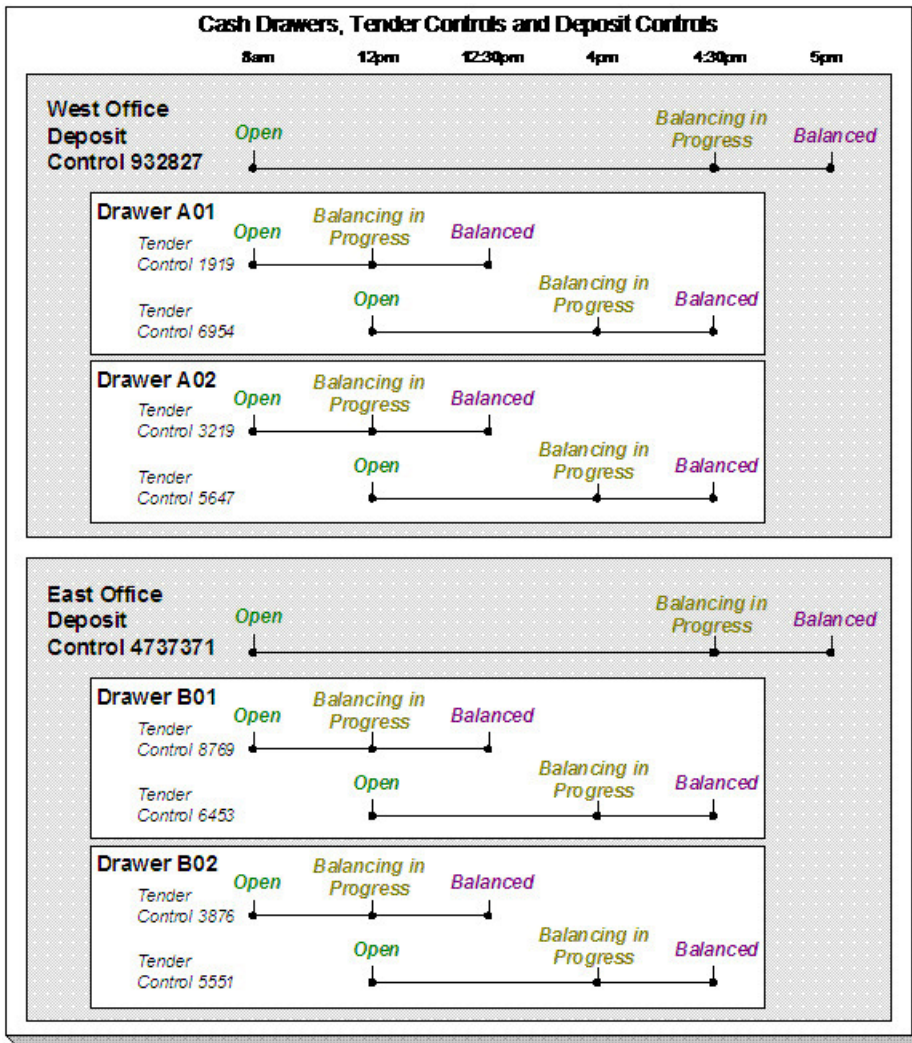 Cash Drawers, Tender Controls and Deposit Controls
8am 12pm 12:30pm 4pm 4:30pm 5pm
West Office
Deposit
Control 932827
Open
Balancing in
Progress
Balanced
Drawer A01
Tender
Control 1919
Open
Balancing in
Progress
Balanced
Tender
Control 6954
Open
Balancing in
Progress
Balanced
Drawer A02
Tender
Control 3219
Open
Balancing in
Progress
Balanced
Tender
Control 5647
Open
Balancing in
Progress
Balanced
East Office
Deposit
Control 4737371
Open
Balancing in
Progress
Balanced
Drawer B01
Tender
Control 8769
Open
Balancing in
Progress
Balanced
Tender
Control 6453
Open
Balancing in
Progress
Balanced
Drawer B02
Tender
Control 3876
Open
Balancing in
Progress
Balanced
Tender
Control 5551
Open
Balancing in
Progress
Balanced